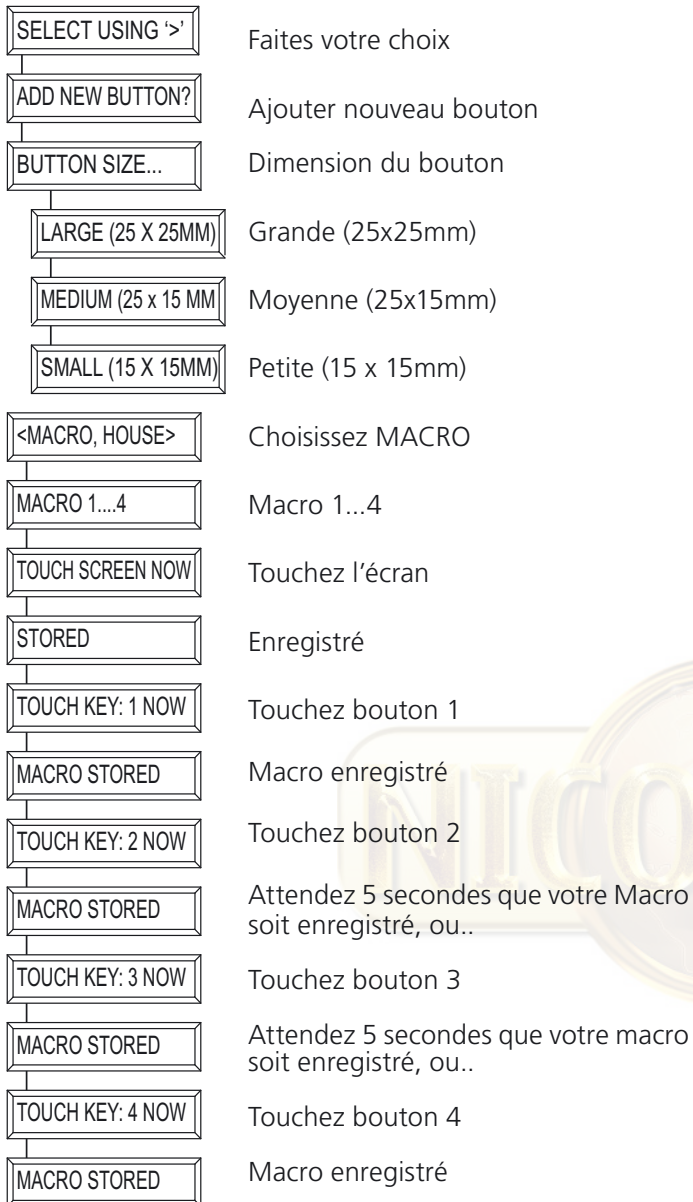 SELECT USING ‘>’ Faites votre choix
ADD NEW BUTTON? Ajouter nouveau bouton
BUTTON SIZE... Dimension du bouton
LARGE (25 X 25MM) Grande (25x25mm)
MEDIUM (25 x 15 MM Moyenne (25x15mm)
SMALL (15 X 15MM) Petite (15 x 15mm)
<MACRO, HOUSE> Choisissez MACRO
MACRO 1....4 Macro 1...4
TOUCH SCREEN NOW Touchez l’écran
STORED Enregistré
TOUCH KEY: 1 NOW Touchez bouton 1
MACRO STORED Macro enregistré
TOUCH KEY: 2 NOW Touchez bouton 2
MACRO STORED Attendez 5 secondes que votre Macro
soit enregistré, ou..
TOUCH KEY: 3 NOW Touchez bouton 3
MACRO STORED Attendez 5 secondes que votre macro
soit enregistré, ou..
TOUCH KEY: 4 NOW Touchez bouton 4
MACRO STORED Macro enregistré
NICO